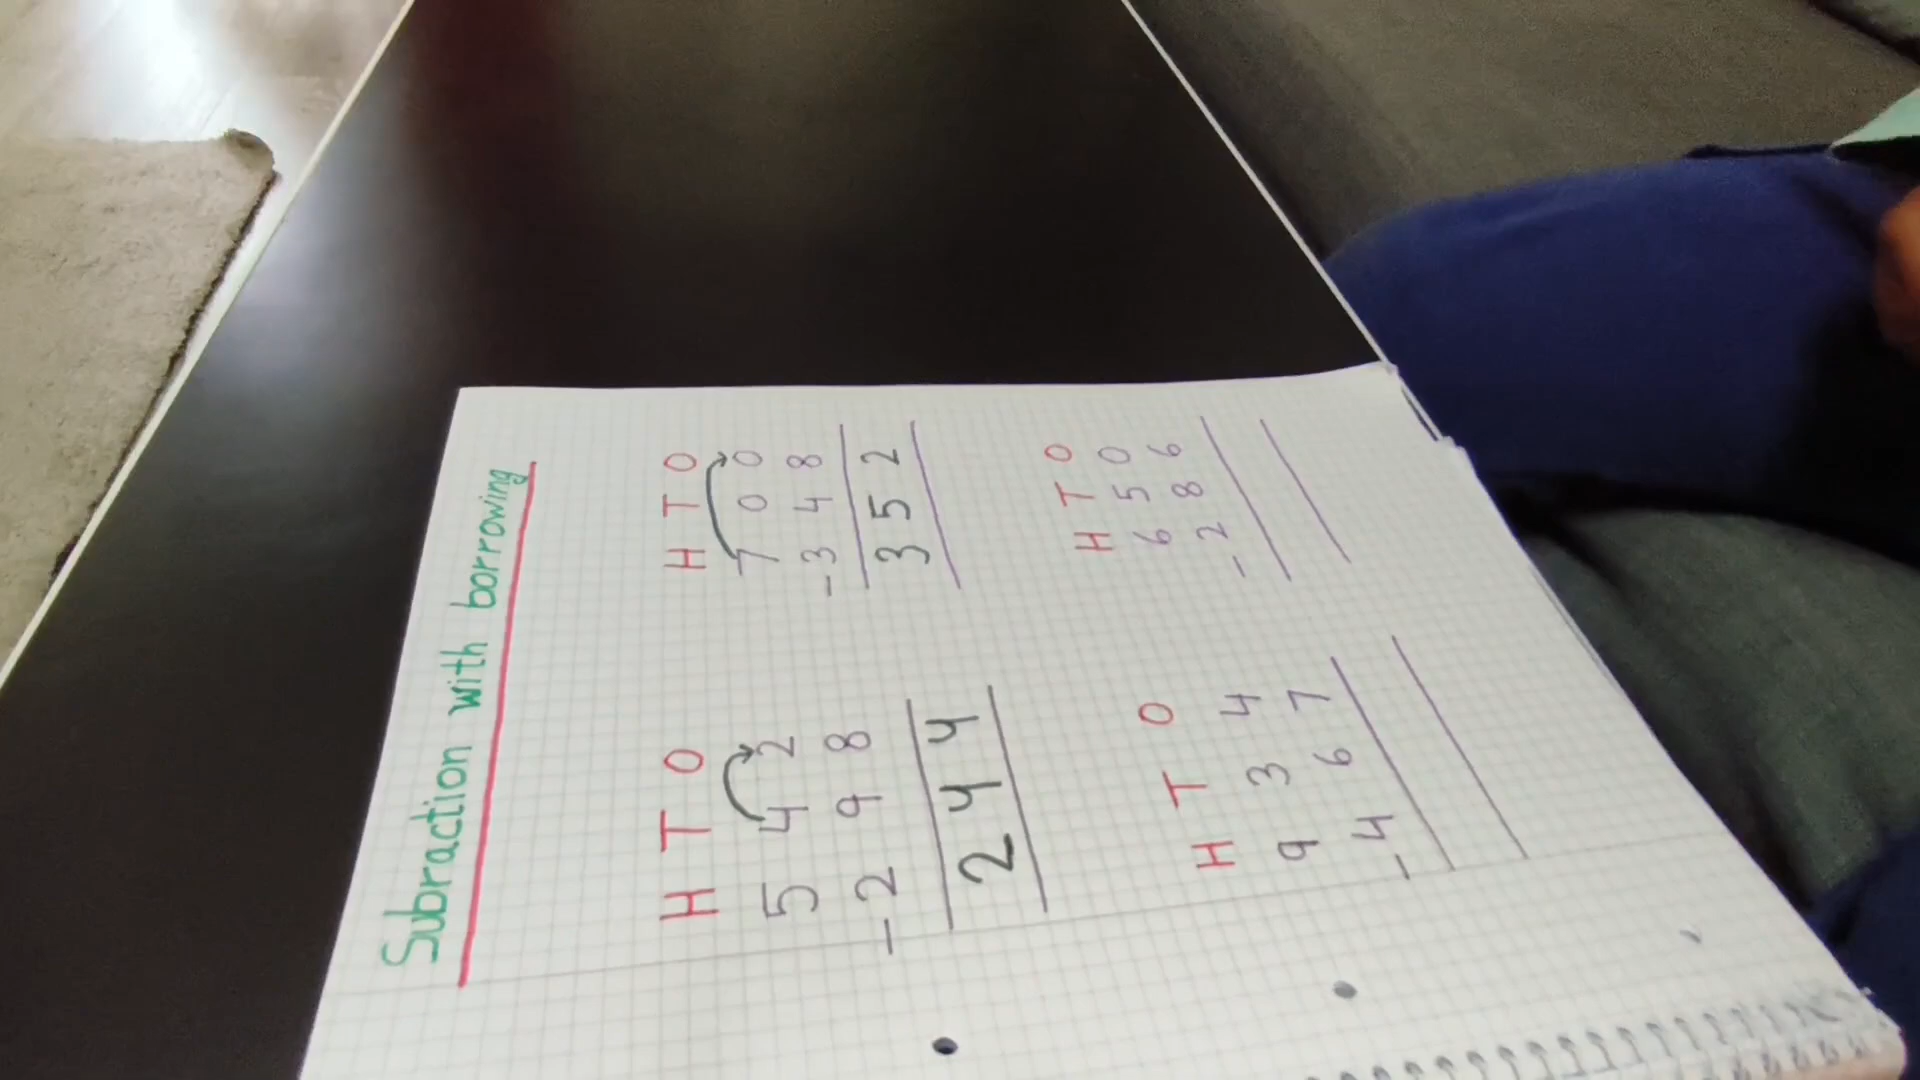 Subraction with borrowing
H T O
5 4 2
- 2 9 8
2 4 4
H T O
7 0 0
- 3 4 8
3 5 2
H T O
9 3 4
- 4 6 7
H T O
6 5 0
- 2 8 6